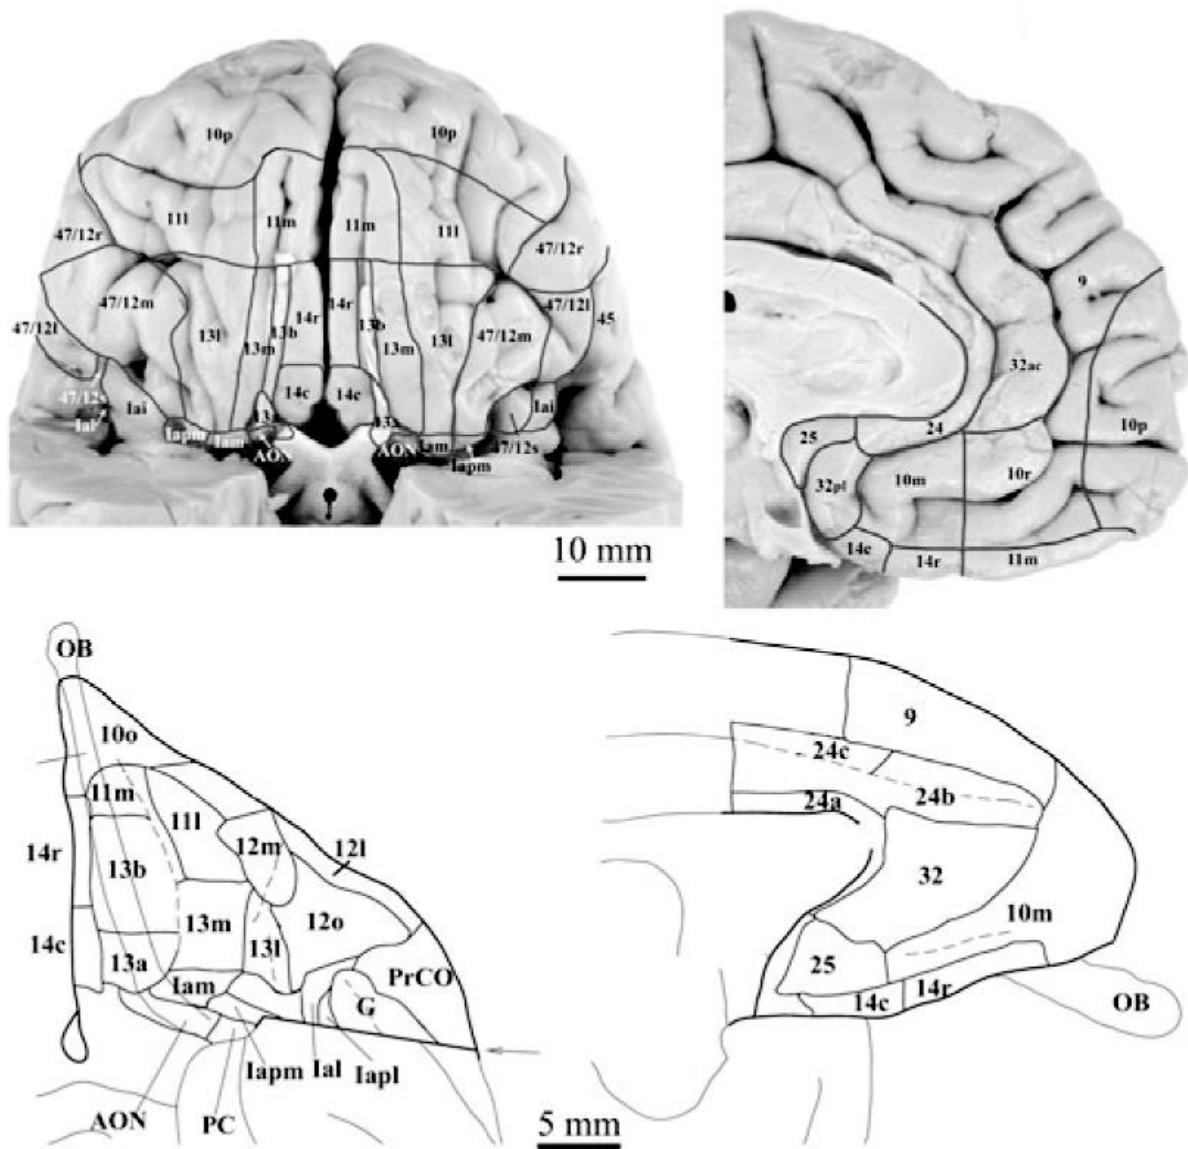 10p 10p
11l 11m 11m 11l
47/12r 47/12r
47/12m 47/12l 45
47/12l 13l 13m 13b 14r 14r 13b 13m 13l 47/12m
14c 14c
47/12s Iai 13a 13a Iai
Ial Iapm Iam AON AON Iam Iapm 47/12s
10 mm
9
32ac
24
25
10p
32pl 10m 10r
14c 14r 11m
OB
10o
11m 11l
12m 12l
14r
13b
13m 12o
14c 13l
13a PrCO
Iam G
Iapm Ial Iapl
AON PC
9
24c
24b
24a
32
10m
25
14c 14r
OB
5 mm